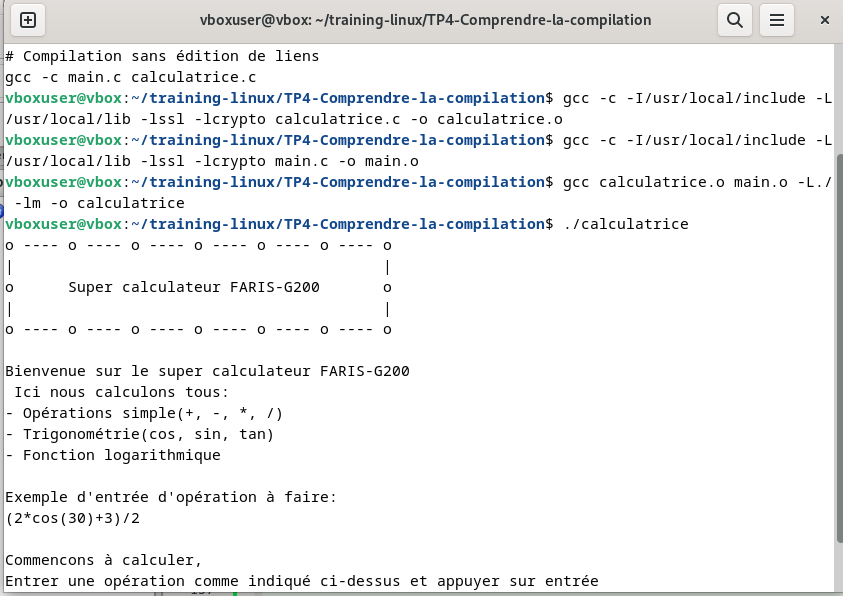 vboxuser@vbox: ~/training-linux/TP4-Comprendre-la-compilation
# Compilation sans édition de liens
gcc -c main.c calculatrice.c
vboxuser@vbox:~/training-linux/TP4-Comprendre-la-compilation$ gcc -c -I/usr/local/include -L
/usr/local/lib -lssl -lcrypto calculatrice.c -o calculatrice.o
vboxuser@vbox:~/training-linux/TP4-Comprendre-la-compilation$ gcc -c -I/usr/local/include -L
/usr/local/lib -lssl -lcrypto main.c -o main.o
vboxuser@vbox:~/training-linux/TP4-Comprendre-la-compilation$ gcc calculatrice.o main.o -L./
 -lm -o calculatrice
vboxuser@vbox:~/training-linux/TP4-Comprendre-la-compilation$ ./calculatrice
o ---- o ---- o ---- o ---- o ---- o ---- o
|                                         |
o      Super calculateur FARIS-G200       o
|                                         |
o ---- o ---- o ---- o ---- o ---- o ---- o
Bienvenue sur le super calculateur FARIS-G200
 Ici nous calculons tous:
- Opérations simple(+, -, *, /)
- Trigonométrie(cos, sin, tan)
- Fonction logarithmique
Exemple d'entrée d'opération à faire:
(2*cos(30)+3)/2
Commencons à calculer,
Entrer une opération comme indiqué ci-dessus et appuyer sur entrée